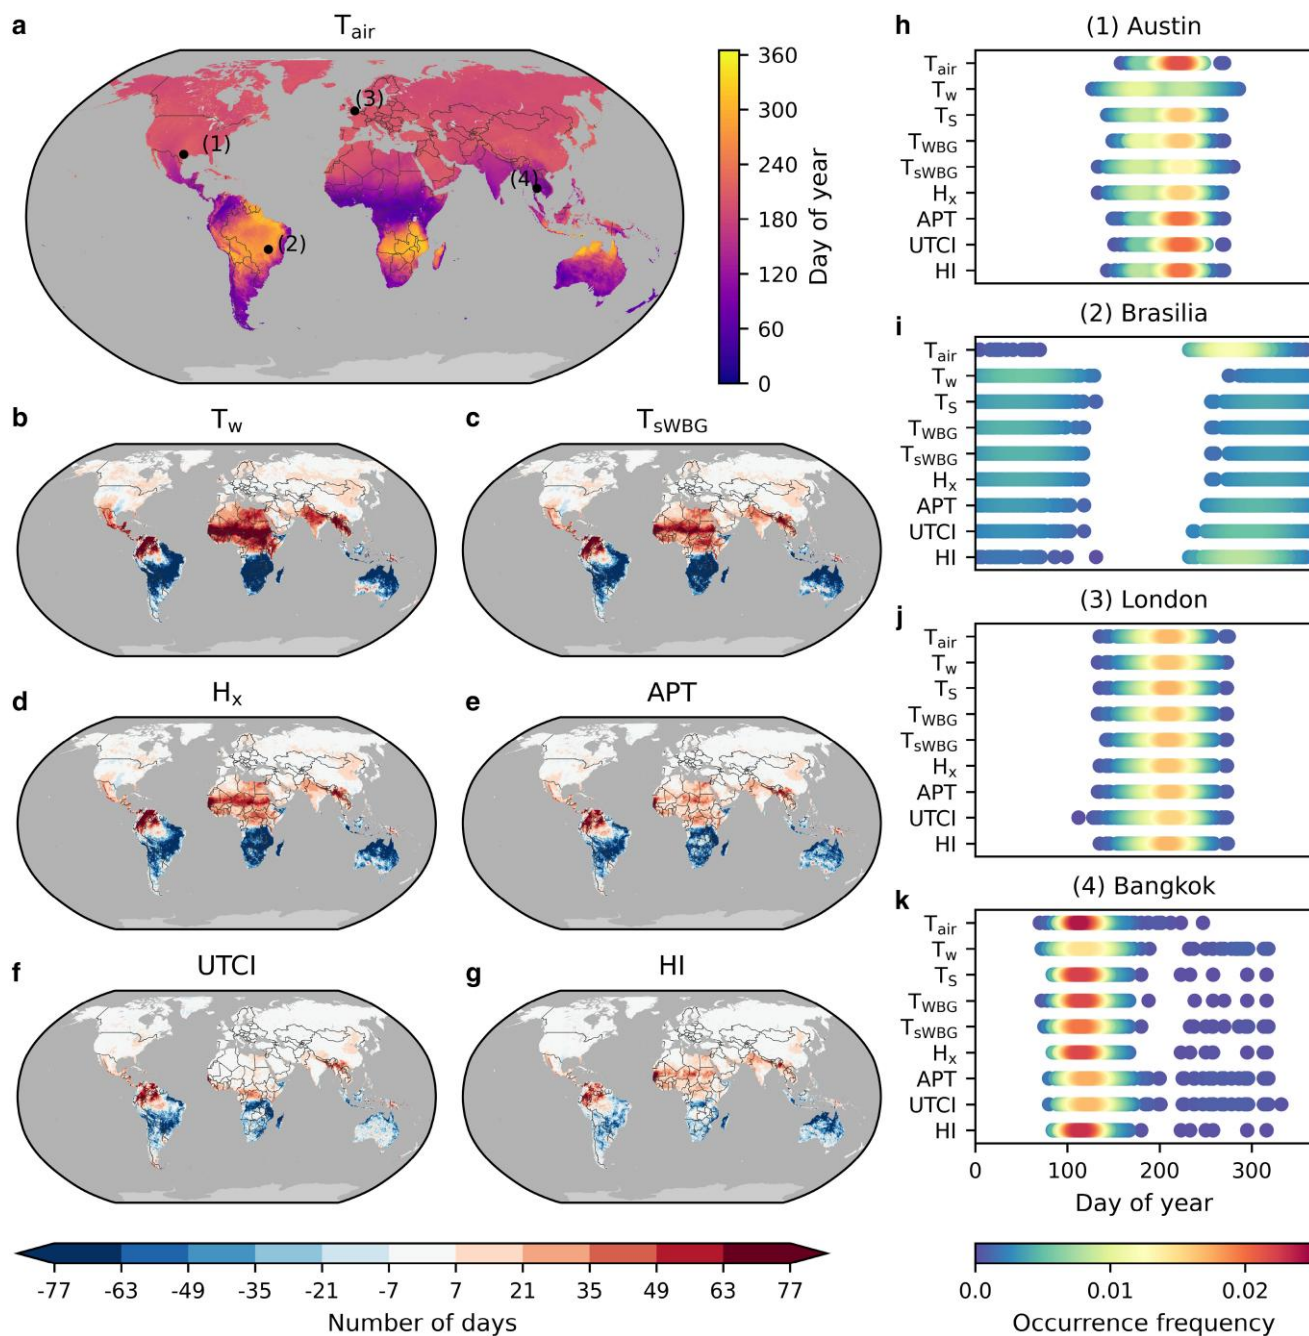 a
T_air
(1)
(2)
(3)
(4)
360
300
240
180
120
60
0
Day of year
b
T_w
c
T_sWBG
d
H_x
e
APT
f
UTCI
g
HI
-77 -63 -49 -35 -21 -7 7 21 35 49 63 77
Number of days
h
(1) Austin
T_air
T_w
T_S
T_WBG
T_sWBG
H_x
APT
UTCI
HI
i
(2) Brasilia
T_air
T_w
T_S
T_WBG
T_sWBG
H_x
APT
UTCI
HI
j
(3) London
T_air
T_w
T_S
T_WBG
T_sWBG
H_x
APT
UTCI
HI
k
(4) Bangkok
T_air
T_w
T_S
T_WBG
T_sWBG
H_x
APT
UTCI
HI
0 100 200 300
Day of year
0.0 0.01 0.02
Occurrence frequency